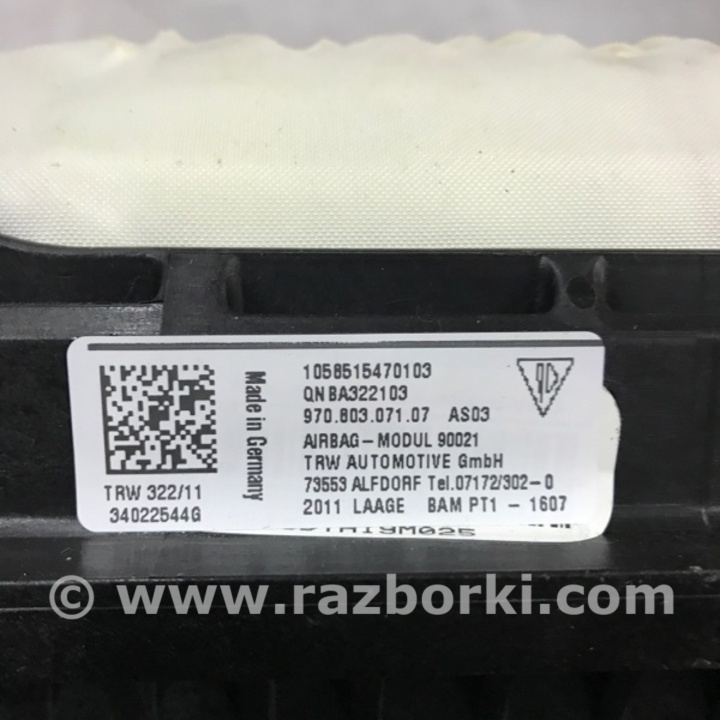 1058515470103
QN BA322103
970.803.071.07 AS03
AIRBAG-MODUL 90021
TRW AUTOMOTIVE GmbH
73553 ALFDORF Tel.07172/302-0
2011 LAAGE BAM PT1 - 1607
Made in Germany
TRW 322/11
34022544G
© www.razborki.com